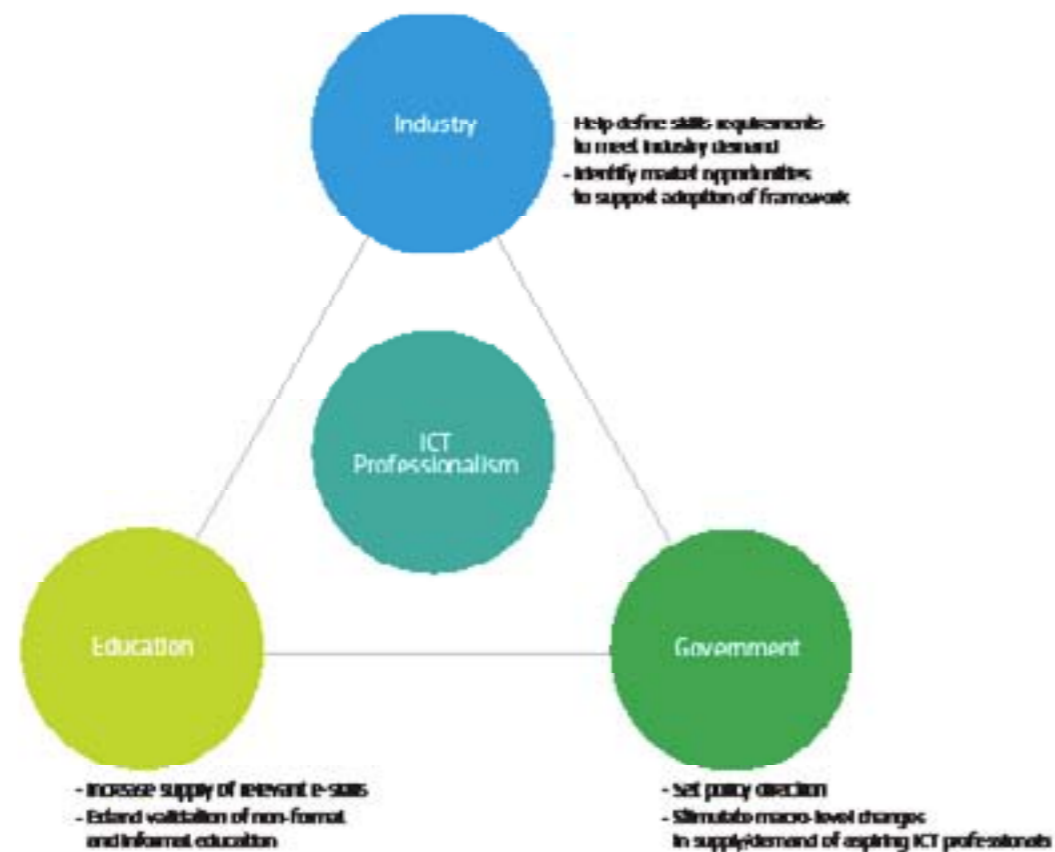 Industry
Help define skills requirements
to meet industry demand
- Identify market opportunities
to support adoption of framework
ICT
Professionalism
Education
Government
- Increase supply of relevant e-skills
- Extend validation of non-formal
and informal education
- Set policy direction
- Stimulate macro-level changes
in supply/demand of aspiring ICT professionals